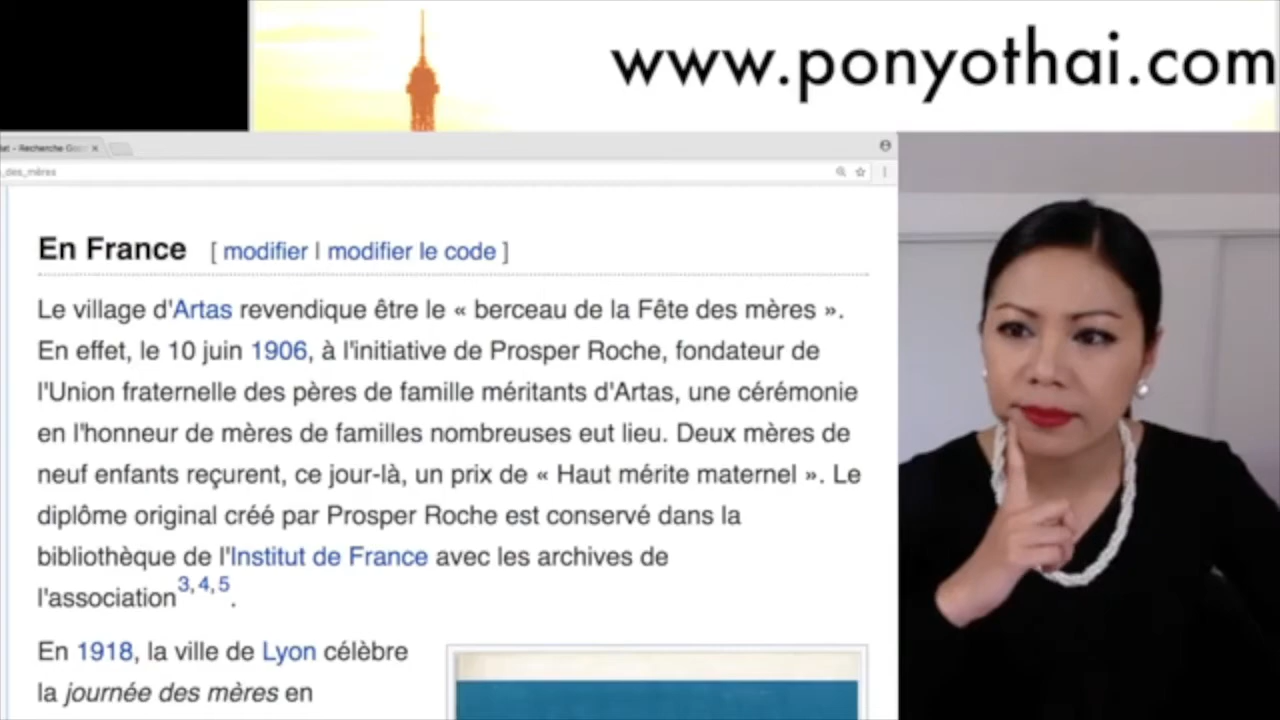 www.ponyothai.com
at - Recherche Goo
_des_mères
En France [ modifier | modifier le code ]
Le village d'Artas revendique être le « berceau de la Fête des mères ».
En effet, le 10 juin 1906, à l'initiative de Prosper Roche, fondateur de
l'Union fraternelle des pères de famille méritants d'Artas, une cérémonie
en l'honneur de mères de familles nombreuses eut lieu. Deux mères de
neuf enfants reçurent, ce jour-là, un prix de « Haut mérite maternel ». Le
diplôme original créé par Prosper Roche est conservé dans la
bibliothèque de l'Institut de France avec les archives de
l'association3, 4, 5.
En 1918, la ville de Lyon célèbre
la journée des mères en